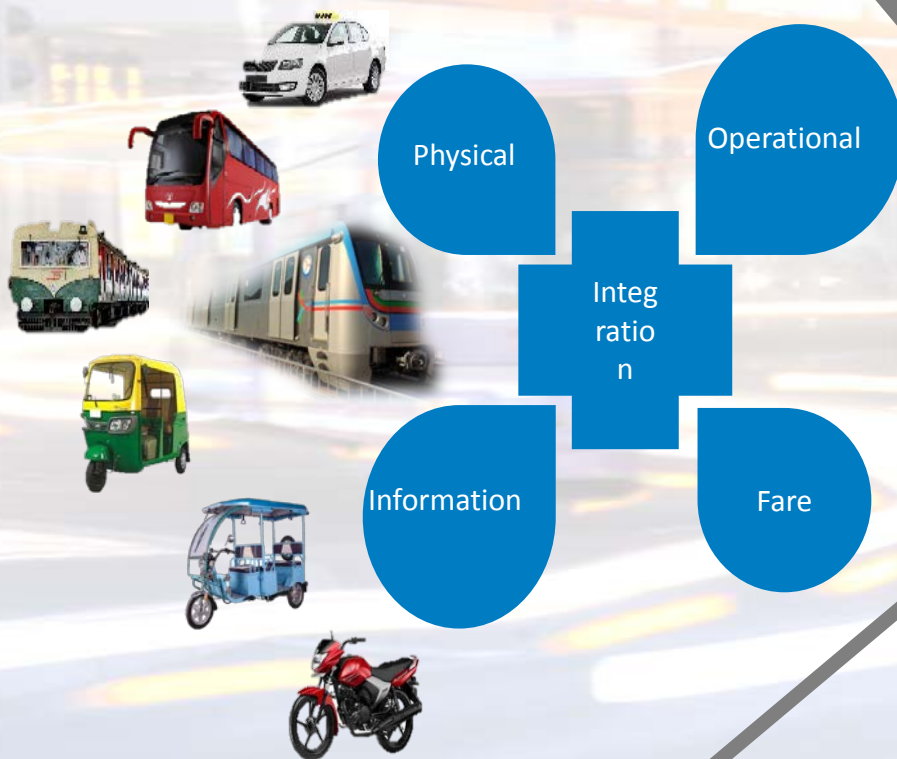 Physical
Operational
Integ
ratio
n
Information
Fare